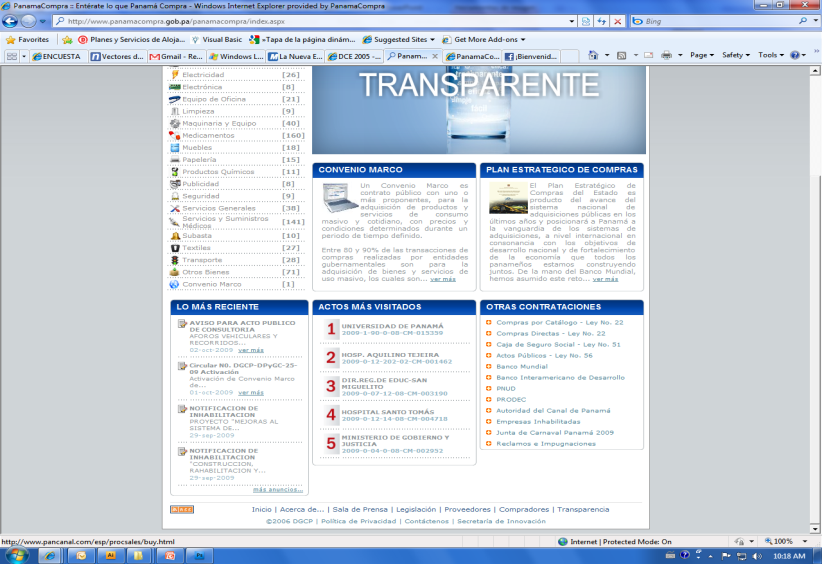 PanamaCompra :: Entérate lo que Panamá Compra - Windows Internet Explorer provided by PanamaCompra
http://www.panamacompra.gob.pa/panamacompra/index.aspx
Bing
Favorites
Planes y Servicios de Aloja...
Visual Basic
»Tapa de la página dinám...
Suggested Sites
Get More Add-ons
ENCUESTA
Vectores d...
Gmail - Re...
Windows L...
La Nueva E...
DCE 2005 -...
Panam...
PanamaCo...
¡Bienvenid...
Page
Safety
Tools
Electricidad [26]
Electrónica [8]
Equipo de Oficina [21]
Limpieza [9]
Maquinaria y Equipo [40]
Medicamentos [160]
Muebles [18]
Papelería [15]
Productos Químicos [11]
Publicidad [8]
Seguridad [9]
Servicios Generales [38]
Servicios y Suministros Médicos [141]
Subasta [10]
Textiles [27]
Transporte [28]
Otros Bienes [71]
Convenio Marco [1]
TRANSPARENTE
CONVENIO MARCO
Un Convenio Marco es
contrato público con uno o
más proponentes, para la
adquisición de productos y
servicios de consumo
masivo y cotidiano, con precios y
condiciones determinados durante un
periodo de tiempo definido.
Entre 80 y 90% de las transacciones de
compras realizadas por entidades
gubernamentales son para la
adquisición de bienes y servicios de
uso masivo, los cuales son... ver más
PLAN ESTRATEGICO DE COMPRAS
El Plan Estratégico de
Compras del Estado es
producto del avance del
sistema nacional de
adquisiciones públicas en los
últimos años y posicionará a Panamá a
la vanguardia de los sistemas de
adquisiciones, a nivel internacional en
consonancia con los objetivos de
desarrollo nacional y de fortalecimiento
de la economía que todos los
panameños estamos construyendo
juntos. De la mano del Banco Mundial,
hemos asumido este reto... ver más
LO MÁS RECIENTE
AVISO PARA ACTO PUBLICO
DE CONSULTORIA
AFOROS VEHICULARES Y
RECORRIDOS...
02-oct-2009 ver más
Circular N0. DGCP-DPyGC-25-
09 Activación
Activación de Convenio Marco
de...
01-oct-2009 ver más
NOTIFICACION DE
INHABILITACION
PROYECTO "MEJORAS AL
SISTEMA DE...
29-sep-2009
NOTIFICACION DE
INHABILITACION
"CONSTRUCCION,
RAHABILITACION Y...
29-sep-2009
más anuncios...
ACTOS MÁS VISITADOS
1 UNIVERSIDAD DE PANAMÁ
2009-1-90-0-08-CM-015359
2 HOSP. AQUILINO TEJEIRA
2009-0-12-202-02-CM-001462
3 DIR.REG.DE EDUC-SAN
MIGUELITO
2009-0-07-12-08-CM-003190
4 HOSPITAL SANTO TOMÁS
2009-0-12-14-08-CM-004718
5 MINISTERIO DE GOBIERNO Y
JUSTICIA
2009-0-04-0-08-CM-002952
OTRAS CONTRATACIONES
Compras por Catálogo - Ley No. 22
Compras Directas - Ley No. 22
Caja de Seguro Social - Ley No. 51
Actos Públicos - Ley No. 56
Banco Mundial
Banco Interamericano de Desarrollo
PNUD
PRODEC
Autoridad del Canal de Panamá
Empresas Inhabilitadas
Junta de Carnaval Panamá 2009
Reclamos e Impugnaciones
Inicio | Acerca de... | Sala de Prensa | Legislación | Proveedores | Compradores | Transparencia
©2006 DGCP | Política de Privacidad | Contáctenos | Secretaría de Innovación
http://www.pancanal.com/esp/procsales/buy.html
Internet | Protected Mode: On
100%
10:18 AM